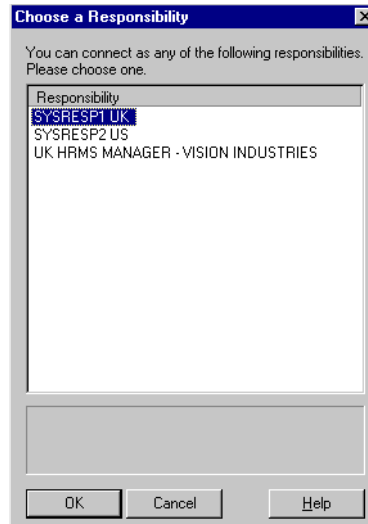 Choose a Responsibility
You can connect as any of the following responsibilities.
Please choose one.
Responsibility
SYSRESP1 UK
SYSRESP2 US
UK HRMS MANAGER - VISION INDUSTRIES
OK Cancel Help